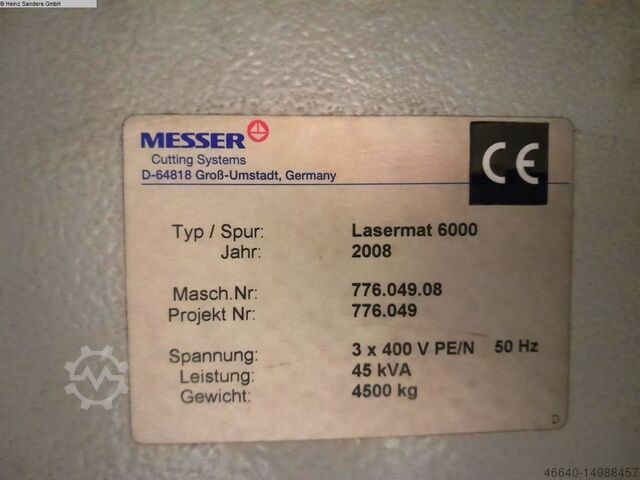 © Heinz Sanders GmbH
MESSER
Cutting Systems
D-64818 Groß-Umstadt, Germany
CE
Typ / Spur: Lasermat 6000
Jahr: 2008
Masch.Nr: 776.049.08
Projekt Nr: 776.049
Spannung: 3 x 400 V PE/N 50 Hz
Leistung: 45 kVA
Gewicht: 4500 kg
D
46640-14988457